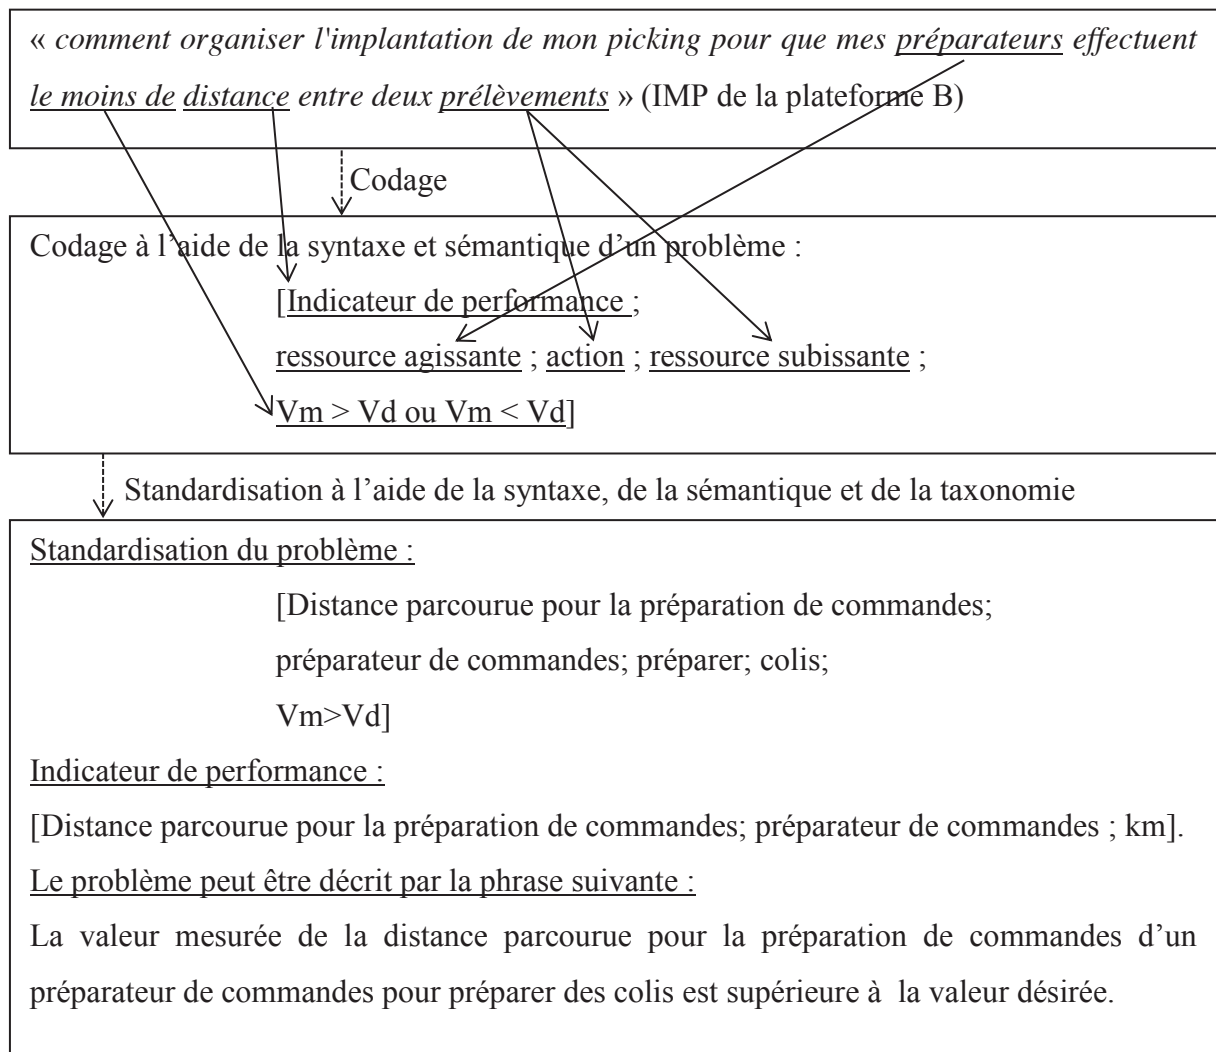 « comment organiser l'implantation de mon picking pour que mes préparateurs effectuent
le moins de distance entre deux prélèvements » (IMP de la plateforme B)
Codage
Codage à l’aide de la syntaxe et sémantique d’un problème :
[Indicateur de performance ;
ressource agissante ; action ; ressource subissante ;
Vm > Vd ou Vm < Vd]
Standardisation à l’aide de la syntaxe, de la sémantique et de la taxonomie
Standardisation du problème :
[Distance parcourue pour la préparation de commandes;
préparateur de commandes; préparer; colis;
Vm>Vd]
Indicateur de performance :
[Distance parcourue pour la préparation de commandes; préparateur de commandes ; km].
Le problème peut être décrit par la phrase suivante :
La valeur mesurée de la distance parcourue pour la préparation de commandes d’un
préparateur de commandes pour préparer des colis est supérieure à la valeur désirée.